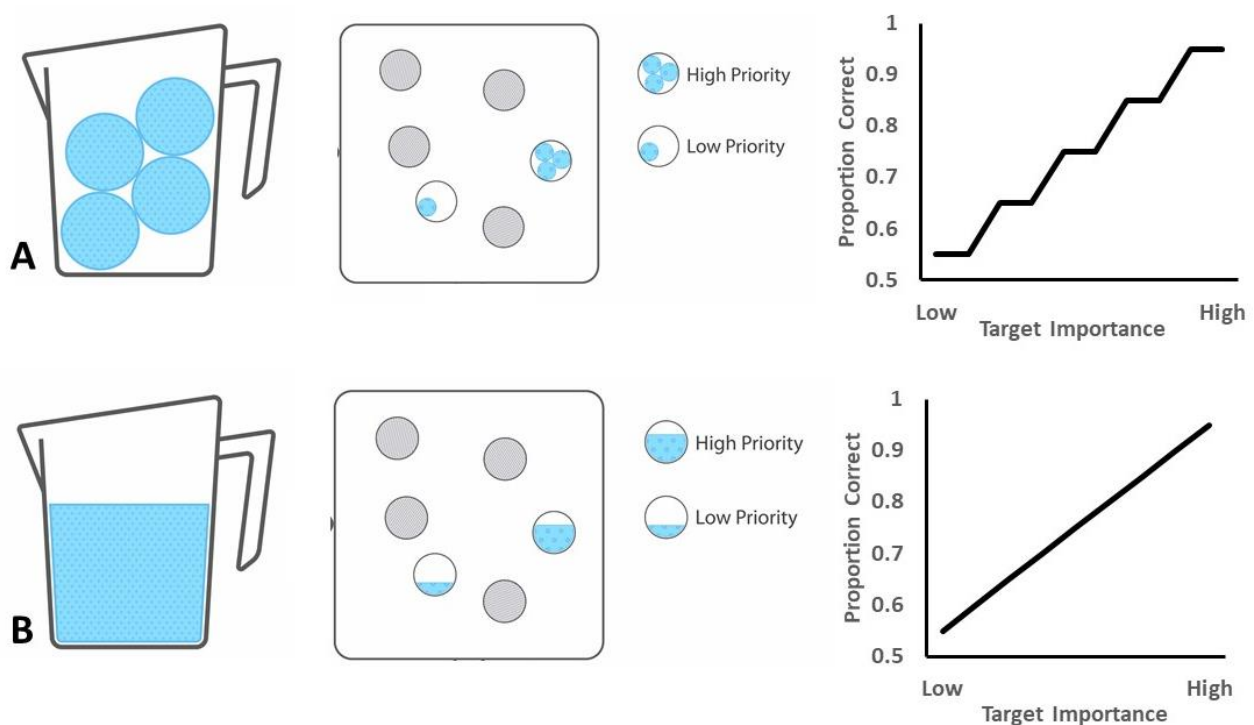 A
High Priority
Low Priority
Proportion Correct
1
0.9
0.8
0.7
0.6
0.5
Low
High
Target Importance
B
High Priority
Low Priority
Proportion Correct
1
0.9
0.8
0.7
0.6
0.5
Low
High
Target Importance